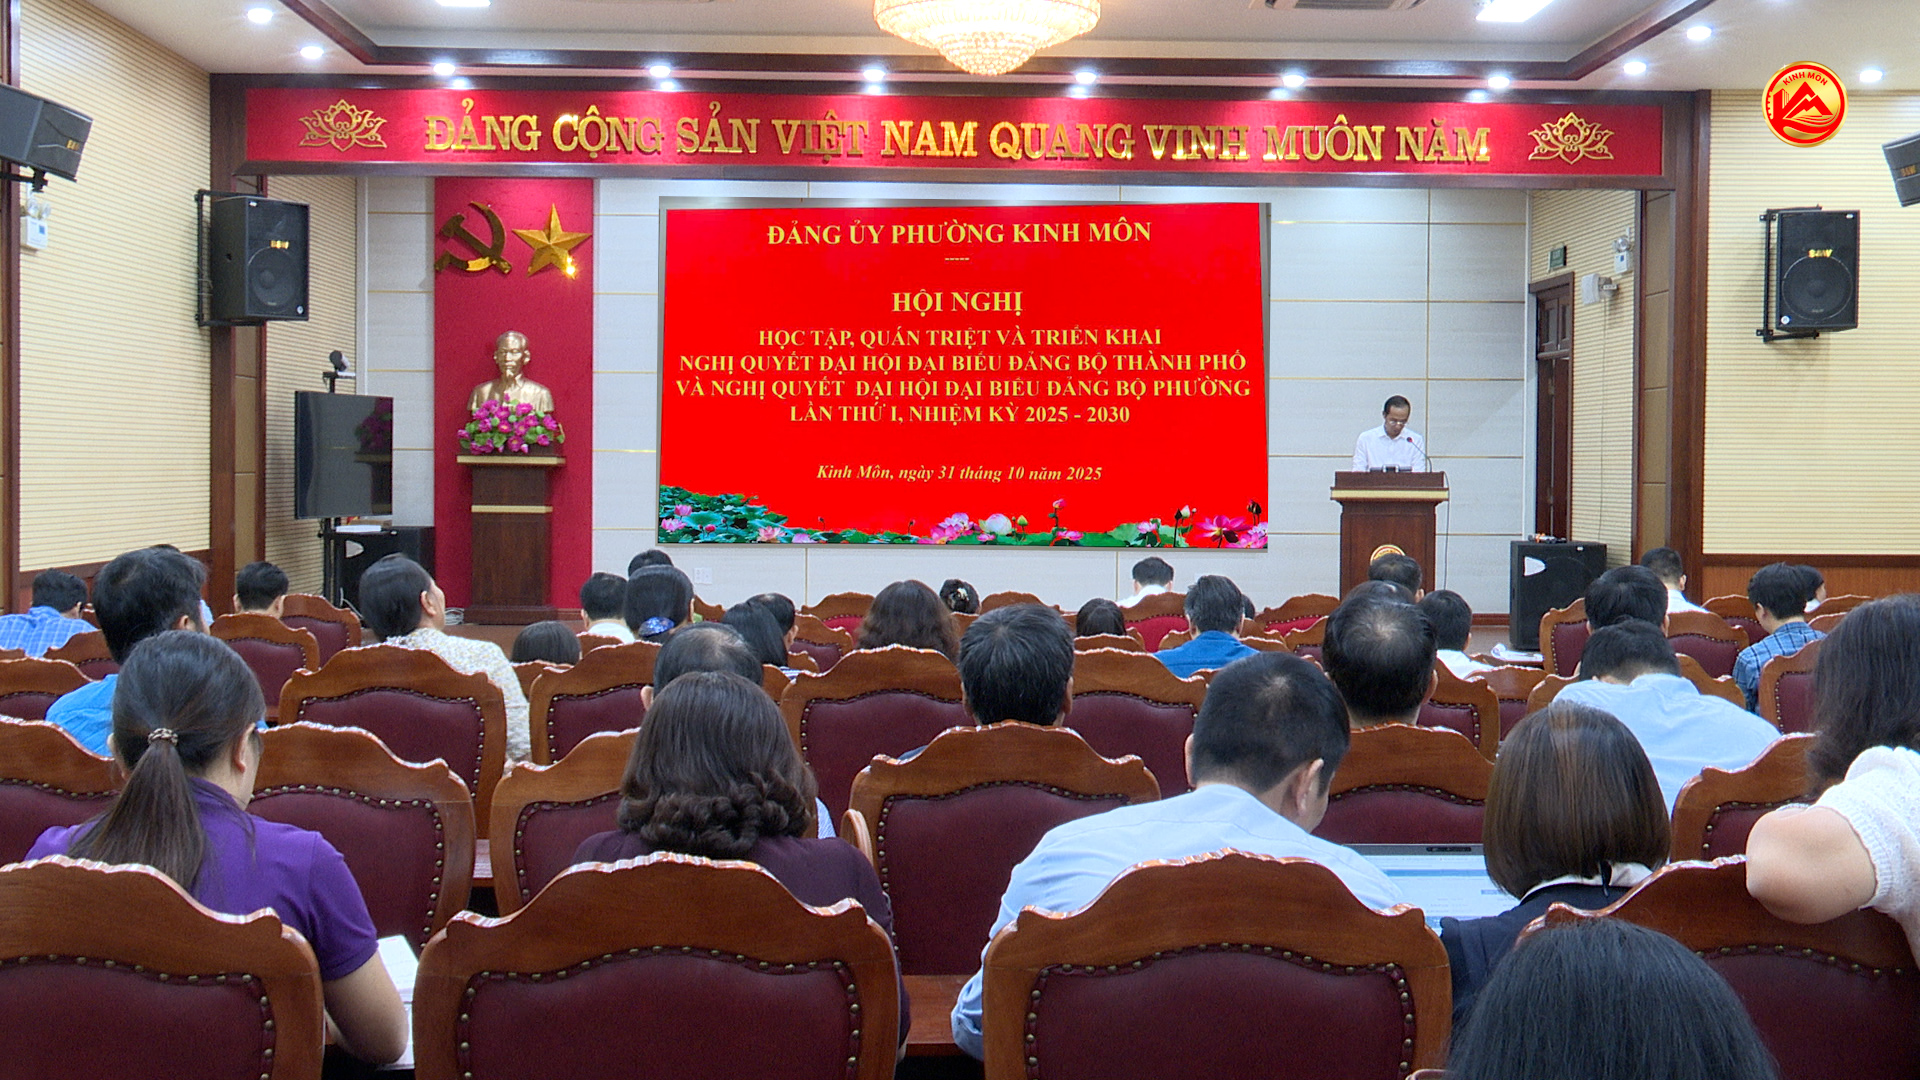 KINH MÔN
ĐẢNG CỘNG SẢN VIỆT NAM QUANG VINH MUÔN NĂM
ĐẢNG ỦY PHƯỜNG KINH MÔN
-----
HỘI NGHỊ
HỌC TẬP, QUÁN TRIỆT VÀ TRIỂN KHAI
NGHỊ QUYẾT ĐẠI HỘI ĐẠI BIỂU ĐẢNG BỘ THÀNH PHỐ
VÀ NGHỊ QUYẾT ĐẠI HỘI ĐẠI BIỂU ĐẢNG BỘ PHƯỜNG
LẦN THỨ I, NHIỆM KỲ 2025 - 2030
Kinh Môn, ngày 31 tháng 10 năm 2025